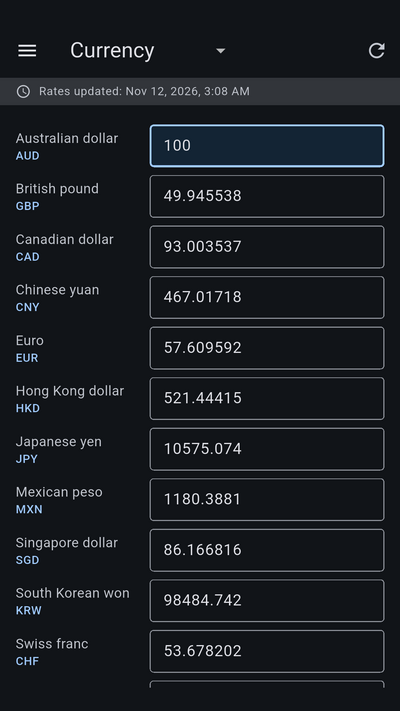 Currency
Rates updated: Nov 12, 2026, 3:08 AM
Australian dollar
AUD
100
British pound
GBP
49.945538
Canadian dollar
CAD
93.003537
Chinese yuan
CNY
467.01718
Euro
EUR
57.609592
Hong Kong dollar
HKD
521.44415
Japanese yen
JPY
10575.074
Mexican peso
MXN
1180.3881
Singapore dollar
SGD
86.166816
South Korean won
KRW
98484.742
Swiss franc
CHF
53.678202